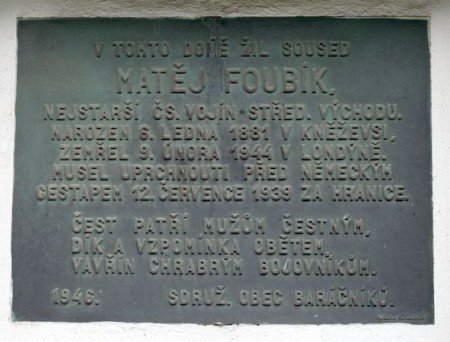 V TOMTO DOMĚ ŽIL SOUSED
MATĚJ FOUBÍK,
NEJSTARŠÍ ČS. VOJÍN STŘED. VÝCHODU.
NAROZEN 6. LEDNA 1881 V KNĚŽEVSI,
ZEMŘEL 9. ÚNORA 1944 V LONDÝNĚ.
MUSEL UPRCHNOUTI PŘED NĚMECKÝM
GESTAPEM 12. ČERVENCE 1939 ZA HRANICE.
ČEST PATŘÍ MUŽŮM ČESTNÝM,
DÍK A VZPOMÍNKA OBĚTEM,
VAVŘÍN CHRABRÝM BOJOVNÍKŮM.
1946. SDRUŽ. OBEC BARÁČNÍKŮ.